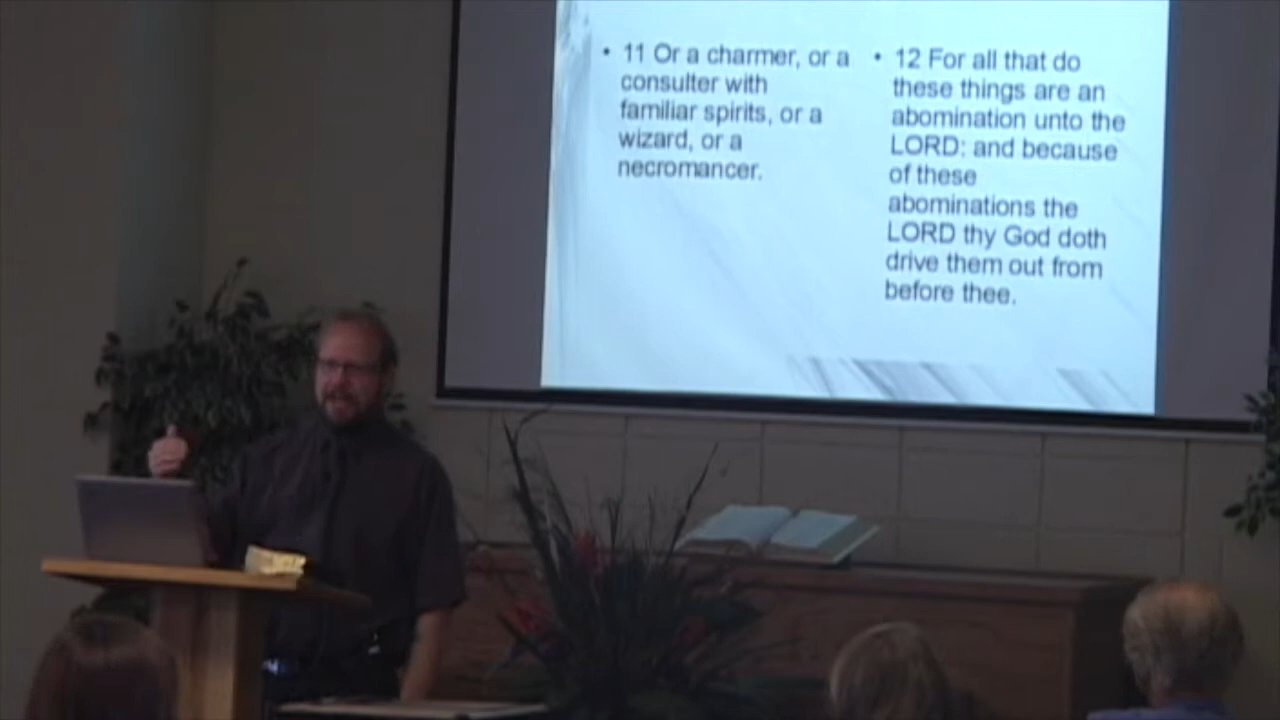 • 11 Or a charmer, or a
consulter with
familiar spirits, or a
wizard, or a
necromancer.
• 12 For all that do
these things are an
abomination unto the
LORD: and because
of these
abominations the
LORD thy God doth
drive them out from
before thee.